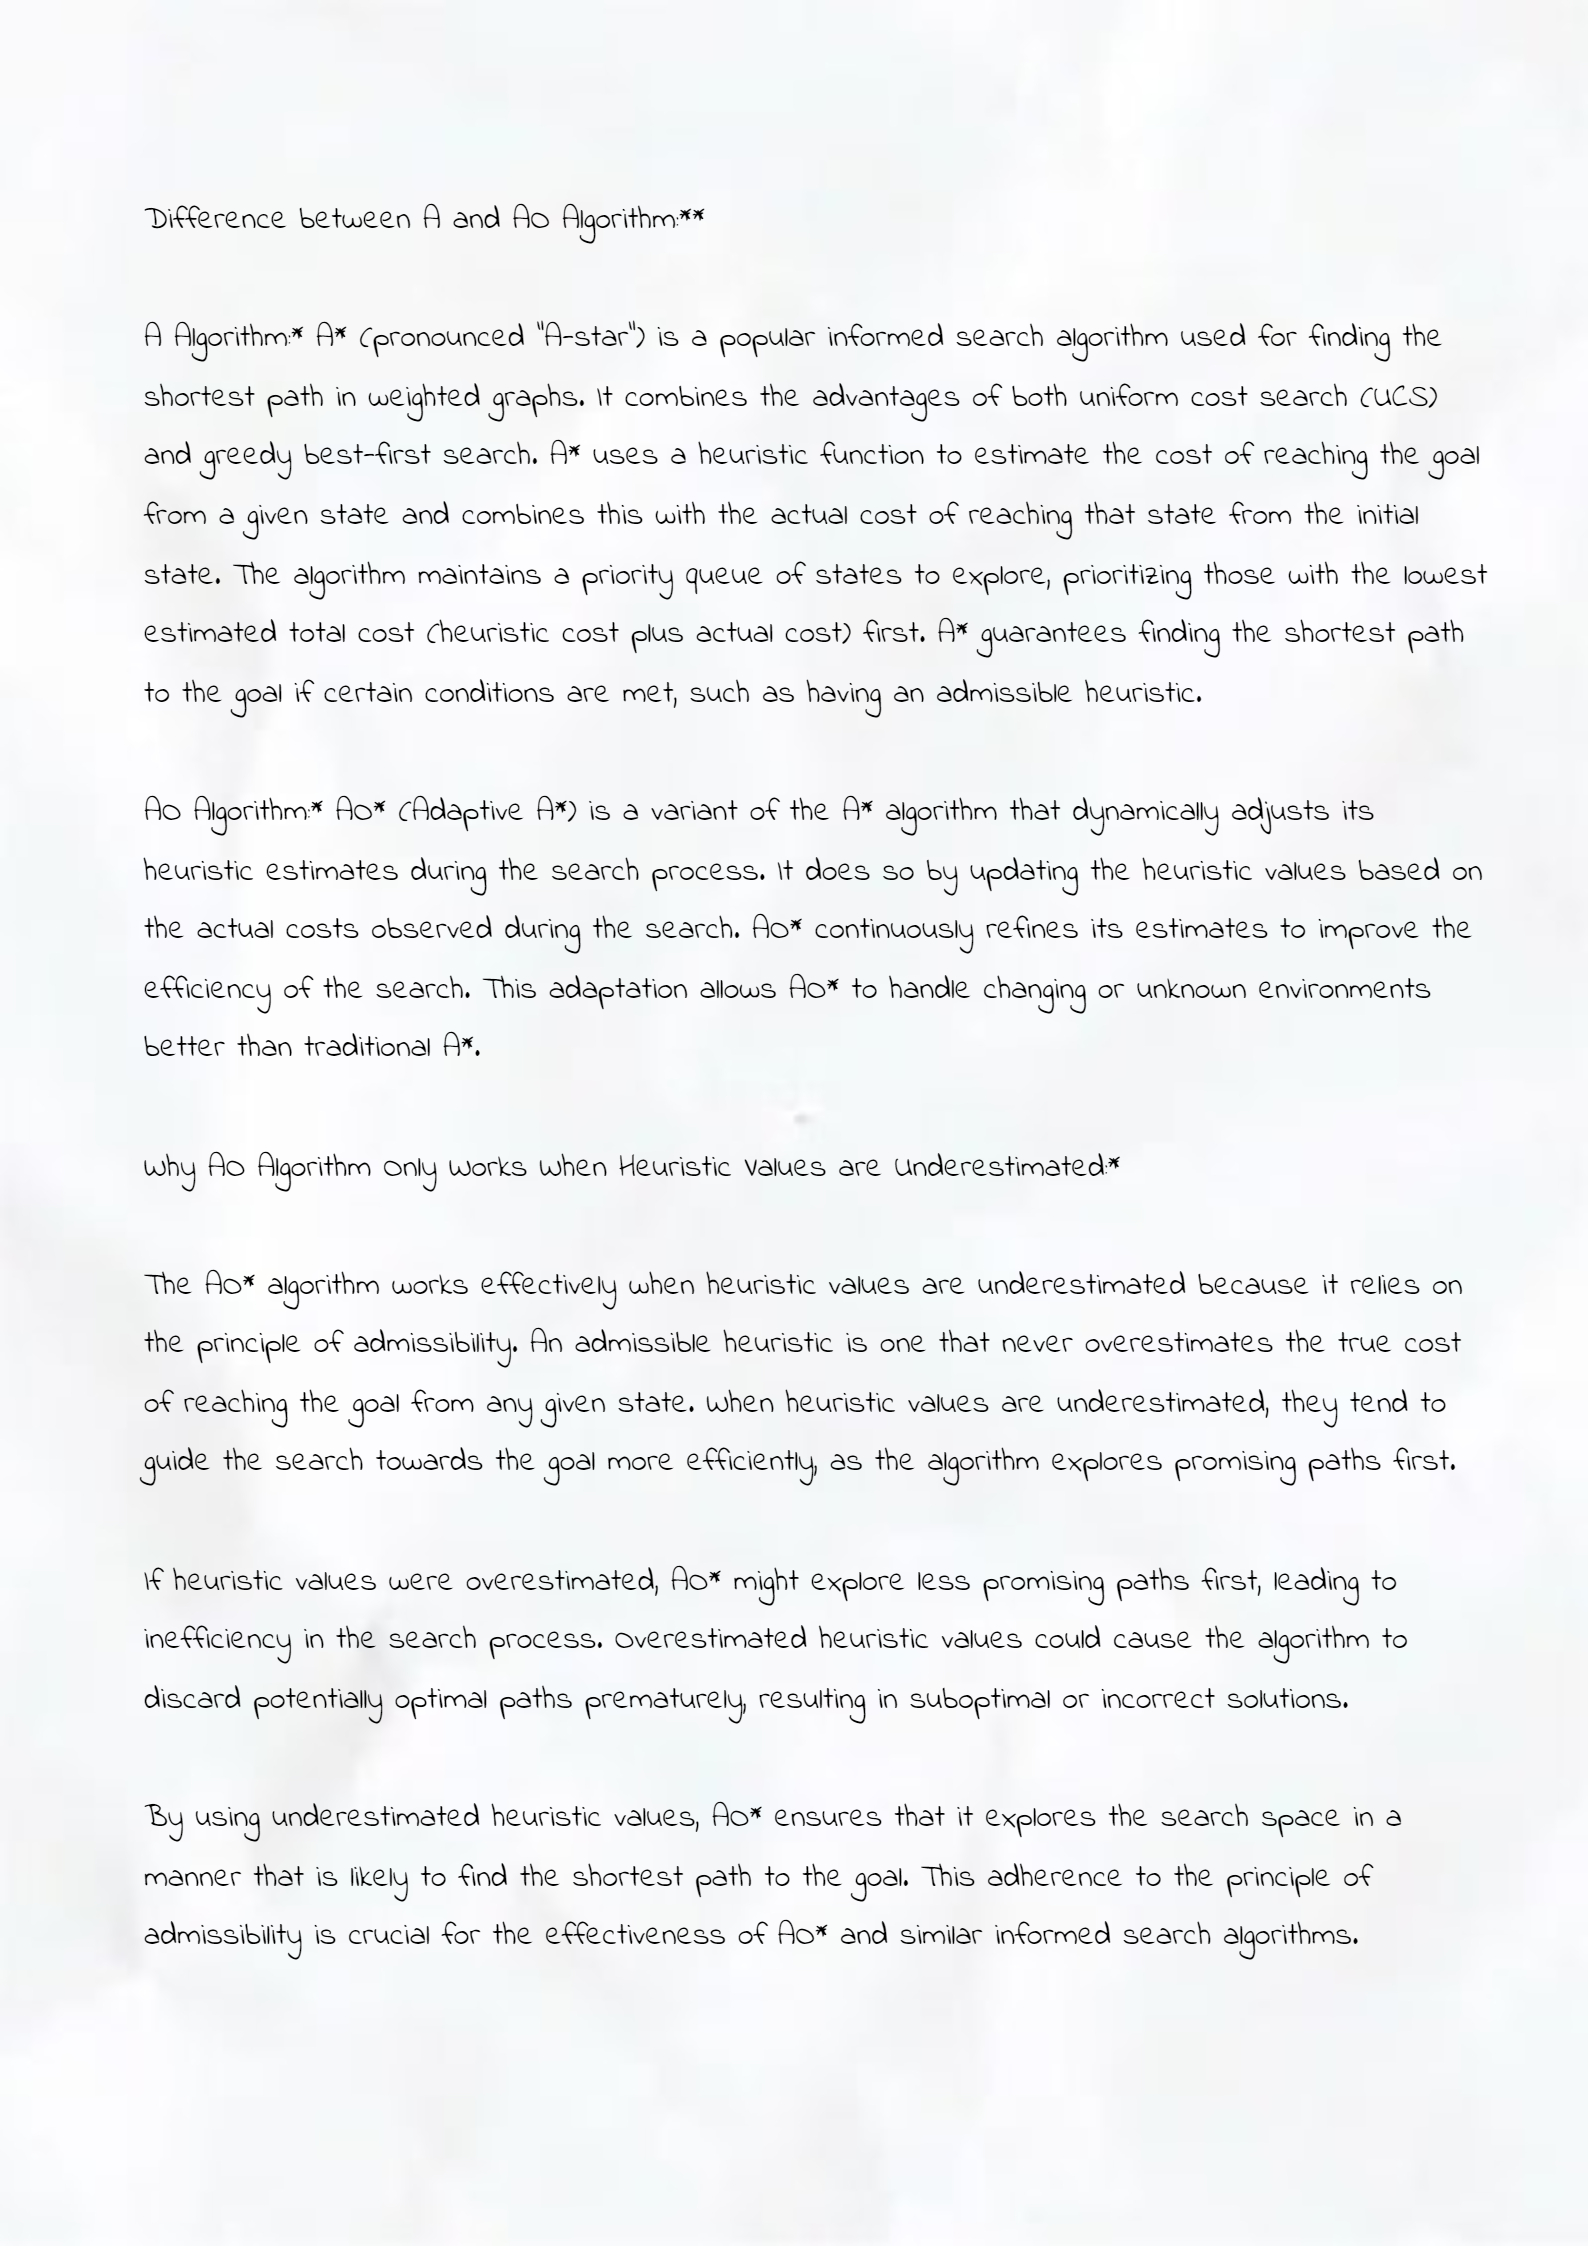 Difference between A and Ao Algorithm:**
A Algorithm:* A* (pronounced "A-star") is a popular informed search algorithm used for finding the
shortest path in weighted graphs. It combines the advantages of both uniform cost search (UCS)
and greedy best-first search. A* uses a heuristic function to estimate the cost of reaching the goal
from a given state and combines this with the actual cost of reaching that state from the initial
state. The algorithm maintains a priority queue of states to explore, prioritizing those with the lowest
estimated total cost (heuristic cost plus actual cost) first. A* guarantees finding the shortest path
to the goal if certain conditions are met, such as having an admissible heuristic.
Ao Algorithm:* Ao* (Adaptive A*) is a variant of the A* algorithm that dynamically adjusts its
heuristic estimates during the search process. It does so by updating the heuristic values based on
the actual costs observed during the search. Ao* continuously refines its estimates to improve the
efficiency of the search. This adaptation allows Ao* to handle changing or unknown environments
better than traditional A*.
Why Ao Algorithm Only Works When Heuristic Values are Underestimated:*
The Ao* algorithm works effectively when heuristic values are underestimated because it relies on
the principle of admissibility. An admissible heuristic is one that never overestimates the true cost
of reaching the goal from any given state. When heuristic values are underestimated, they tend to
guide the search towards the goal more efficiently, as the algorithm explores promising paths first.
If heuristic values were overestimated, Ao* might explore less promising paths first, leading to
inefficiency in the search process. Overestimated heuristic values could cause the algorithm to
discard potentially optimal paths prematurely, resulting in suboptimal or incorrect solutions.
By using underestimated heuristic values, Ao* ensures that it explores the search space in a
manner that is likely to find the shortest path to the goal. This adherence to the principle of
admissibility is crucial for the effectiveness of Ao* and similar informed search algorithms.